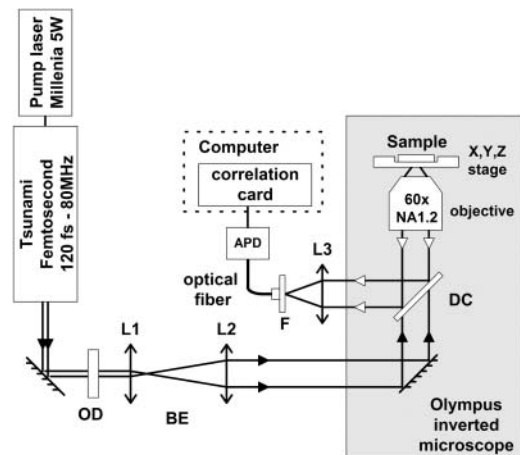 Pump laser
Millenia 5W
Tsunami
Femtosecond
120 fs - 80MHz
Computer
correlation
card
APD
optical
fiber
L3
F
Sample
X,Y,Z
stage
60x
NA1.2
objective
DC
L1
L2
OD
BE
Olympus
inverted
microscope